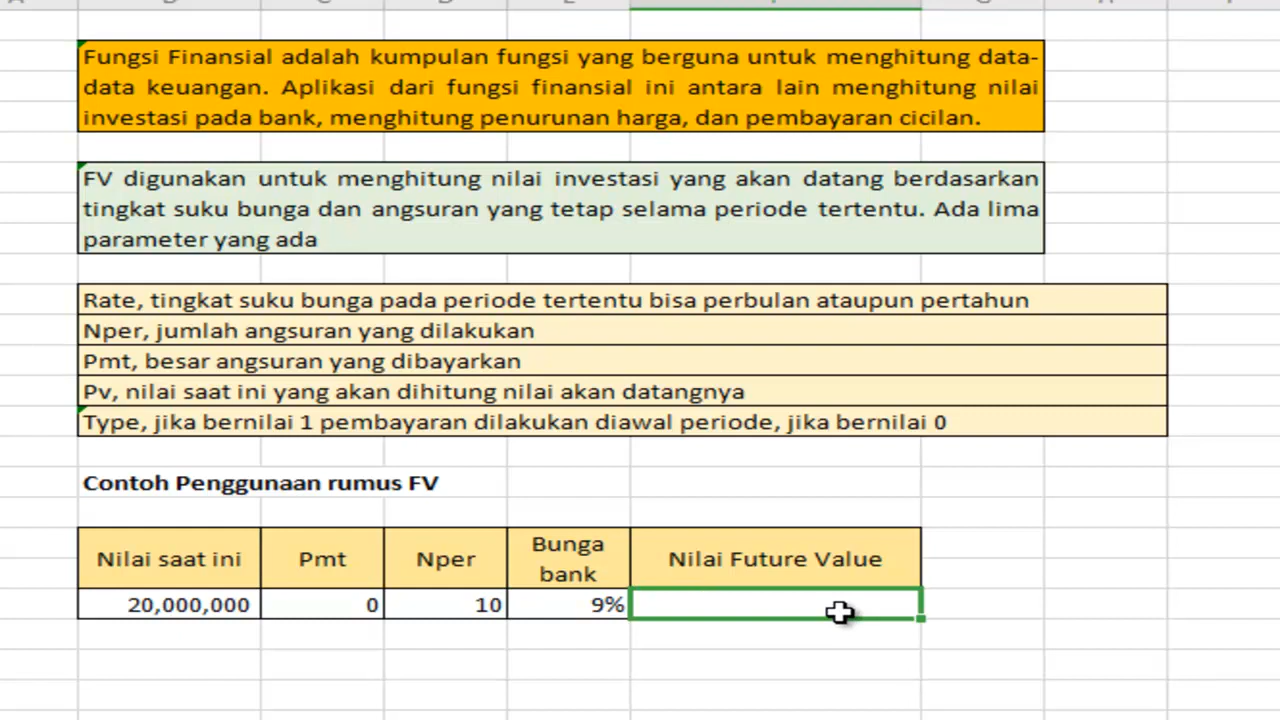 Fungsi Finansial adalah kumpulan fungsi yang berguna untuk menghitung data-
data keuangan. Aplikasi dari fungsi finansial ini antara lain menghitung nilai
investasi pada bank, menghitung penurunan harga, dan pembayaran cicilan.
FV digunakan untuk menghitung nilai investasi yang akan datang berdasarkan
tingkat suku bunga dan angsuran yang tetap selama periode tertentu. Ada lima
parameter yang ada
Rate, tingkat suku bunga pada periode tertentu bisa perbulan ataupun pertahun
Nper, jumlah angsuran yang dilakukan
Pmt, besar angsuran yang dibayarkan
Pv, nilai saat ini yang akan dihitung nilai akan datangnya
Type, jika bernilai 1 pembayaran dilakukan diawal periode, jika bernilai 0
Contoh Penggunaan rumus FV
Nilai saat ini Pmt Nper Bunga bank Nilai Future Value
20,000,000 0 10 9%